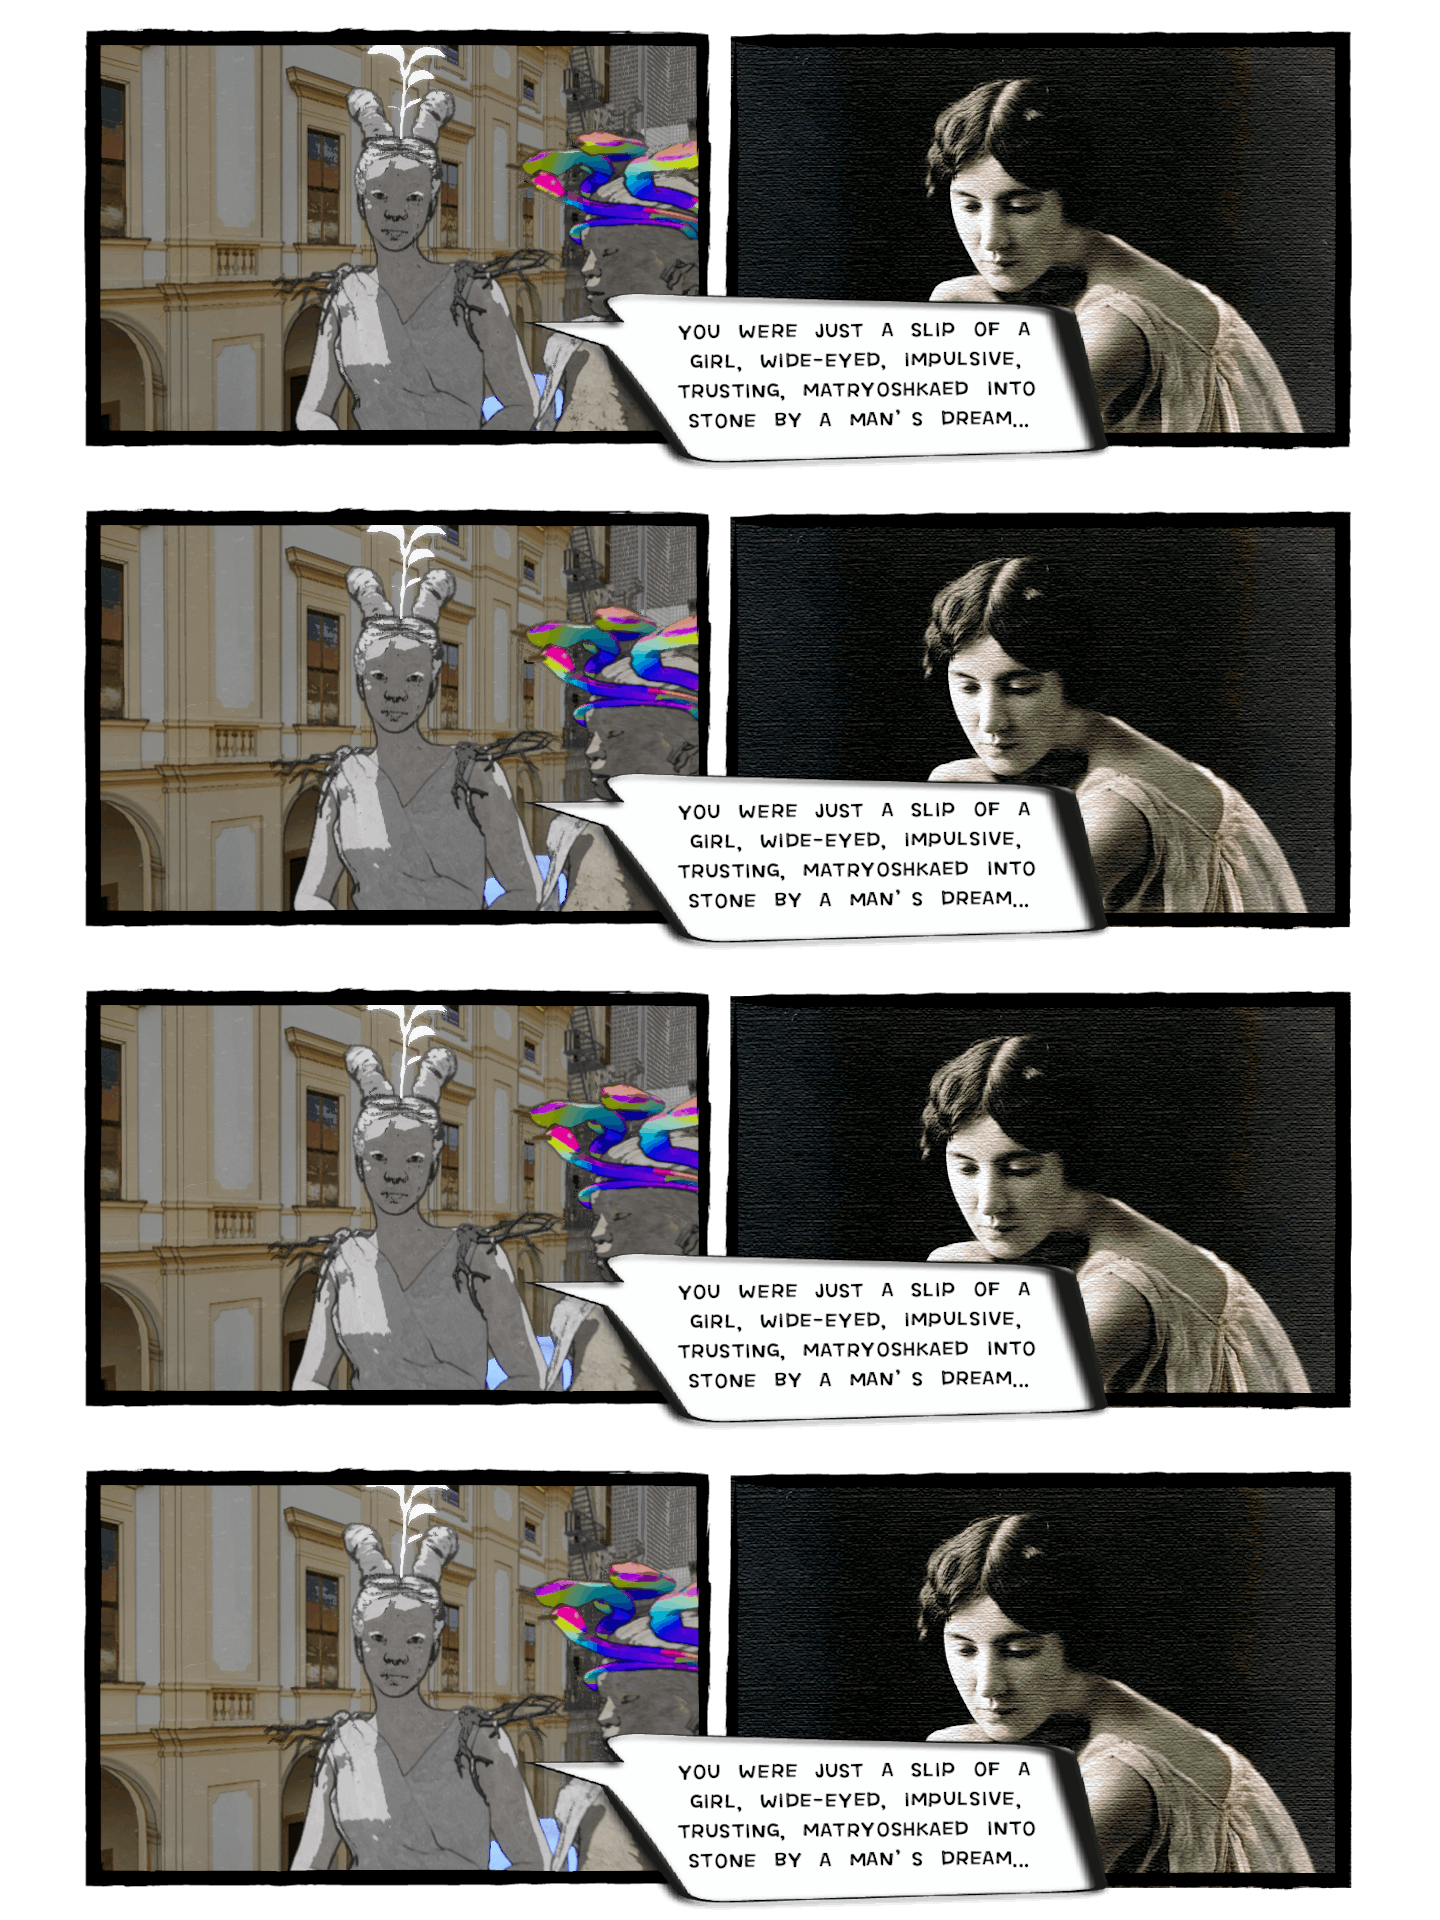 YOU WERE JUST A SLIP OF A
GIRL, WIDE-EYED, IMPULSIVE,
TRUSTING, MATRYOSHKAED INTO
STONE BY A MAN'S DREAM...
YOU WERE JUST A SLIP OF A
GIRL, WIDE-EYED, IMPULSIVE,
TRUSTING, MATRYOSHKAED INTO
STONE BY A MAN'S DREAM...
YOU WERE JUST A SLIP OF A
GIRL, WIDE-EYED, IMPULSIVE,
TRUSTING, MATRYOSHKAED INTO
STONE BY A MAN'S DREAM...
YOU WERE JUST A SLIP OF A
GIRL, WIDE-EYED, IMPULSIVE,
TRUSTING, MATRYOSHKAED INTO
STONE BY A MAN'S DREAM...